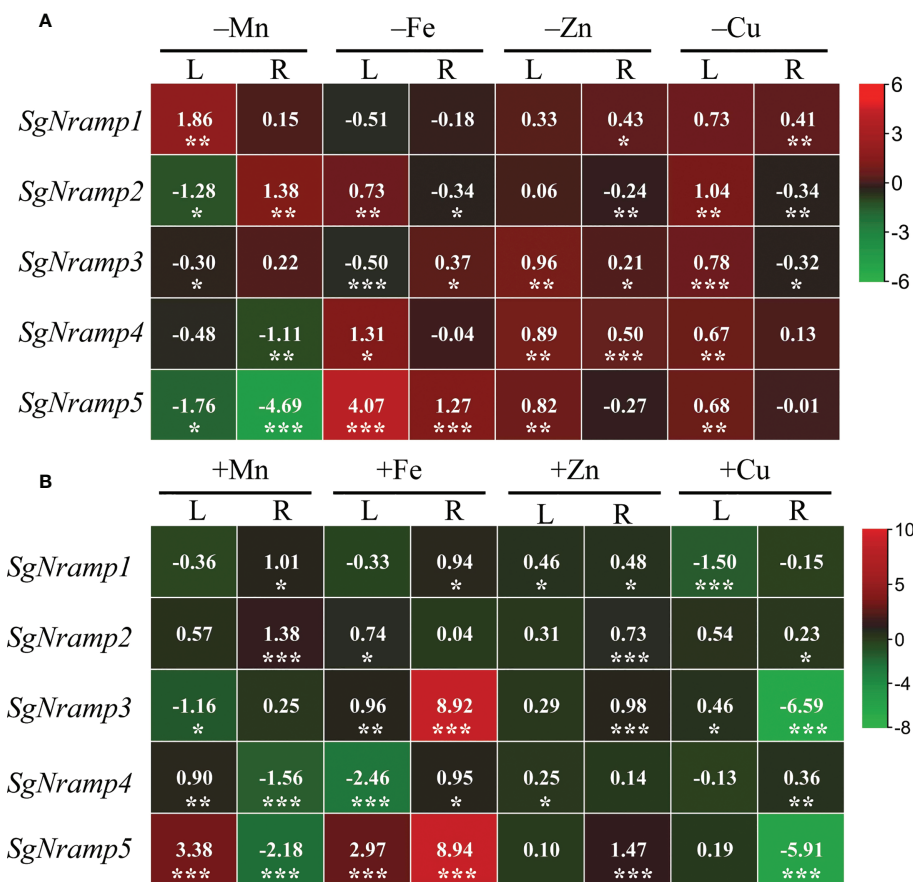 A
–Mn –Fe –Zn –Cu
L R L R L R L R
SgNramp1 1.86 0.15 -0.51 -0.18 0.33 0.43 0.73 0.41
** * **
SgNramp2 -1.28 1.38 0.73 -0.34 0.06 -0.24 1.04 -0.34
* ** ** * ** ** **
SgNramp3 -0.30 0.22 -0.50 0.37 0.96 0.21 0.78 -0.32
* *** * ** * *** *
SgNramp4 -0.48 -1.11 1.31 -0.04 0.89 0.50 0.67 0.13
** * ** *** **
SgNramp5 -1.76 -4.69 4.07 1.27 0.82 -0.27 0.68 -0.01
* *** *** *** ** **
6
3
0
-3
-6
B
+Mn +Fe +Zn +Cu
L R L R L R L R
SgNramp1 -0.36 1.01 -0.33 0.94 0.46 0.48 -1.50 -0.15
* * * * ***
SgNramp2 0.57 1.38 0.74 0.04 0.31 0.73 0.54 0.23
*** * *** *
SgNramp3 -1.16 0.25 0.96 8.92 0.29 0.98 0.46 -6.59
* ** *** *** * ***
SgNramp4 0.90 -1.56 -2.46 0.95 0.25 0.14 -0.13 0.36
** *** *** * * **
SgNramp5 3.38 -2.18 2.97 8.94 0.10 1.47 0.19 -5.91
*** *** *** *** *** ***
10
5
0
-4
-8